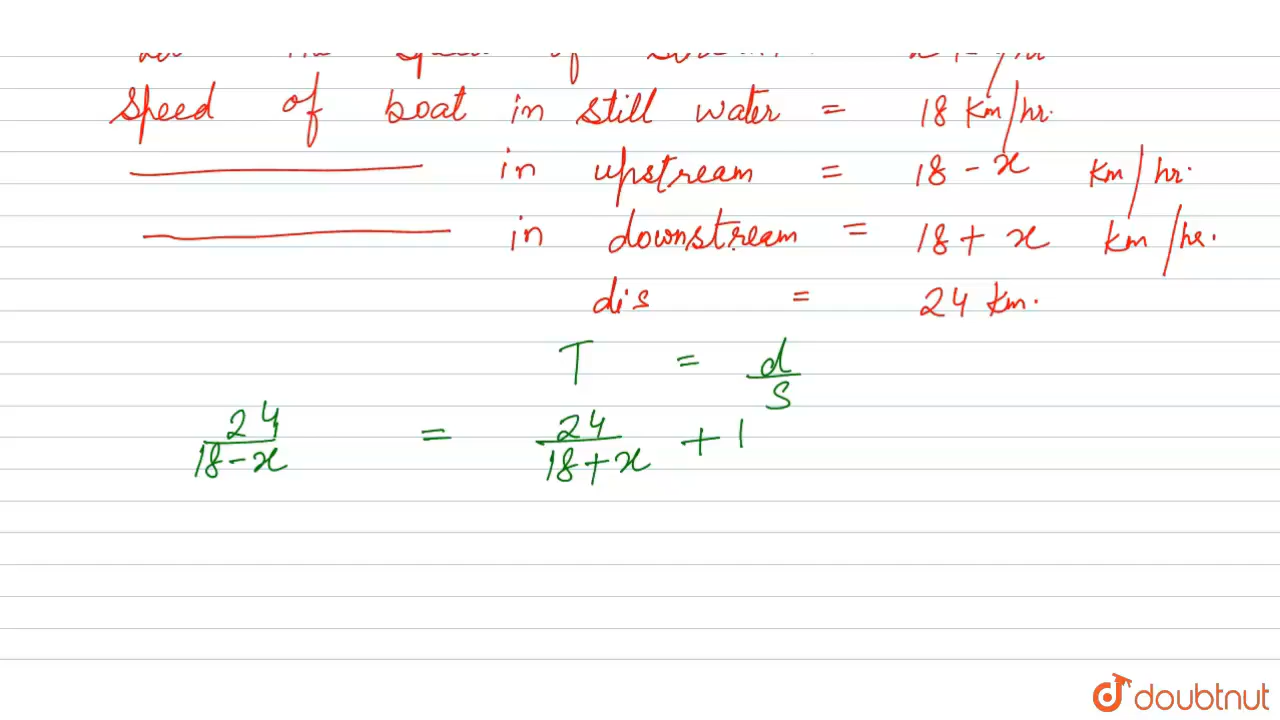 speed of boat in still water = 18 Km/hr.
in upstream = 18 - x Km/hr.
in downstream = 18 + x Km/hr.
dis = 24 Km.
T = d/S
24/18-x = 24/18+x + 1
doubtnut